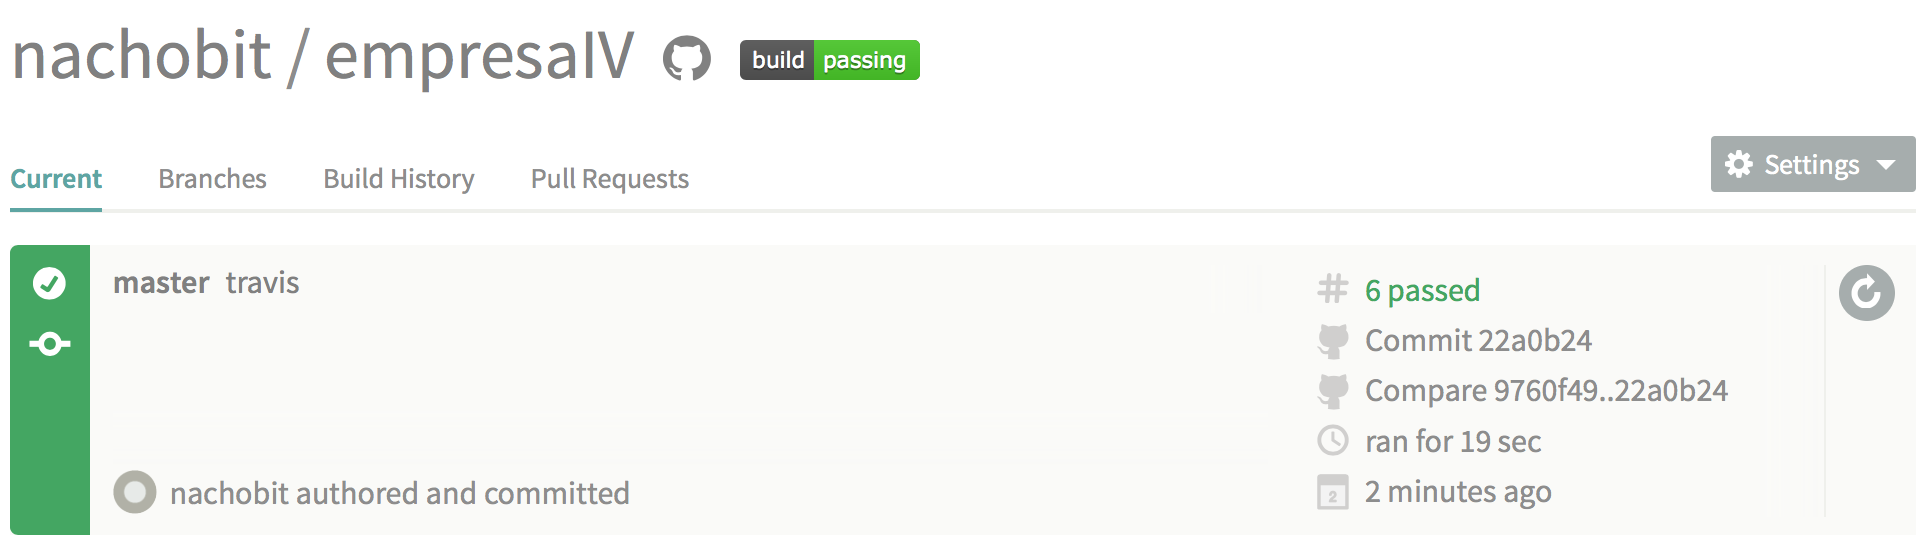 nachobit / empresaIV build passing
Current Branches Build History Pull Requests Settings
master travis
6 passed
Commit 22a0b24
Compare 9760f49..22a0b24
ran for 19 sec
2 2 minutes ago
nachobit authored and committed